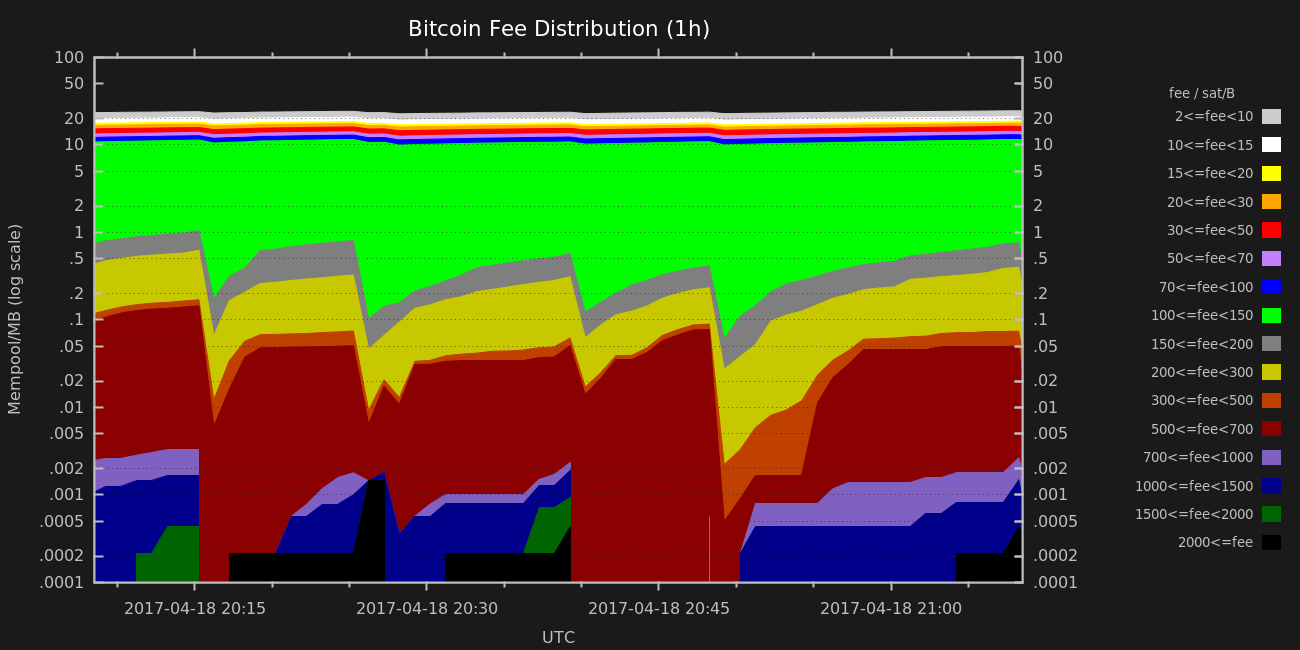 Bitcoin Fee Distribution (1h)
100 100
50 50
20 20
10 10
5 5
2 2
1 1
.5 .5
.2 .2
.1 .1
.05 .05
.02 .02
.01 .01
.005 .005
.002 .002
.001 .001
.0005 .0005
.0002 .0002
.0001 .0001
Mempool/MB (log scale)
2017-04-18 20:15 2017-04-18 20:30 2017-04-18 20:45 2017-04-18 21:00
UTC
fee / sat/B
2<=fee<10
10<=fee<15
15<=fee<20
20<=fee<30
30<=fee<50
50<=fee<70
70<=fee<100
100<=fee<150
150<=fee<200
200<=fee<300
300<=fee<500
500<=fee<700
700<=fee<1000
1000<=fee<1500
1500<=fee<2000
2000<=fee